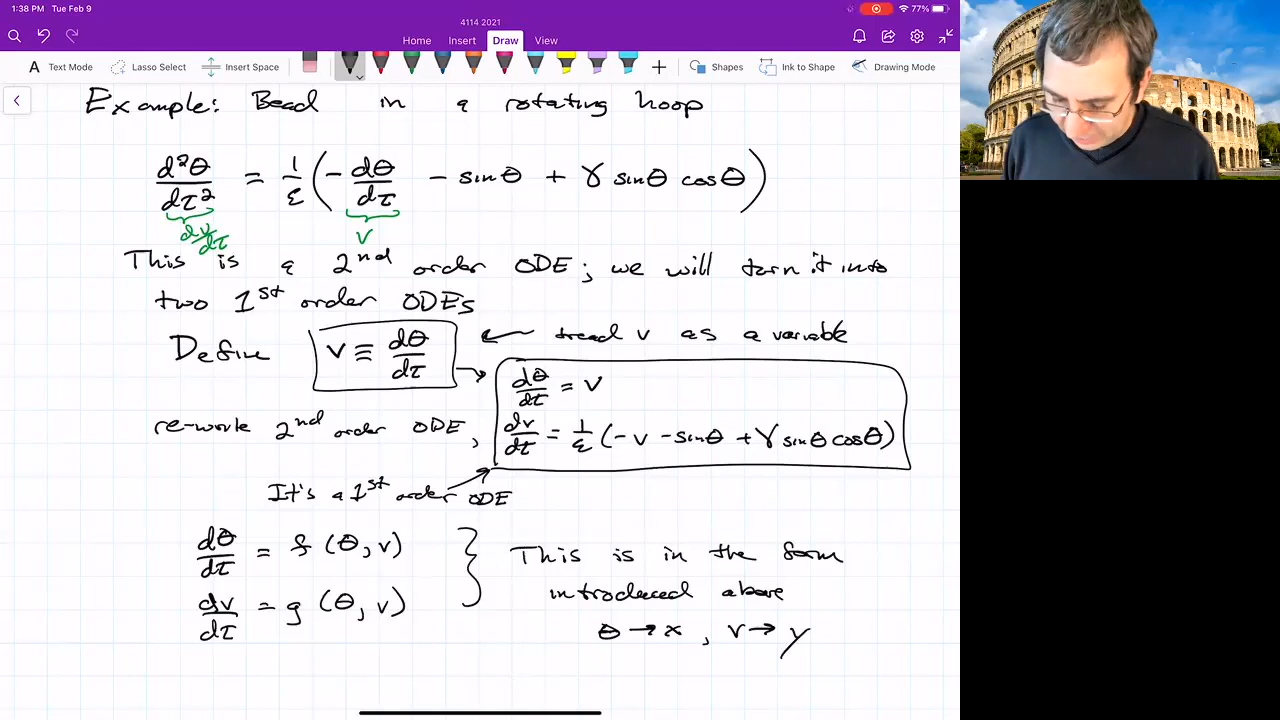 1:38 PM Tue Feb 9
77%
4114 2021
Home Insert Draw View
Text Mode Lasso Select Insert Space Shapes Ink to Shape Drawing Mode
Example: Bead in a rotating hoop
d²θ/dτ² = 1/ε (-dθ/dτ - sinθ + γ sinθ cosθ)
dv/dτ v
This is a 2nd order ODE; we will turn it into
two 1st order ODEs
Define v ≡ dθ/dτ ← tread v as a variable
dθ/dτ = v
re-work 2nd order ODE, dv/dτ = 1/ε (-v - sinθ + γ sinθ cosθ)
It's a 1st order ODE
dθ/dτ = f (θ, v) } This is in the form
introduced above
dv/dτ = g (θ, v)
θ → x, v → y